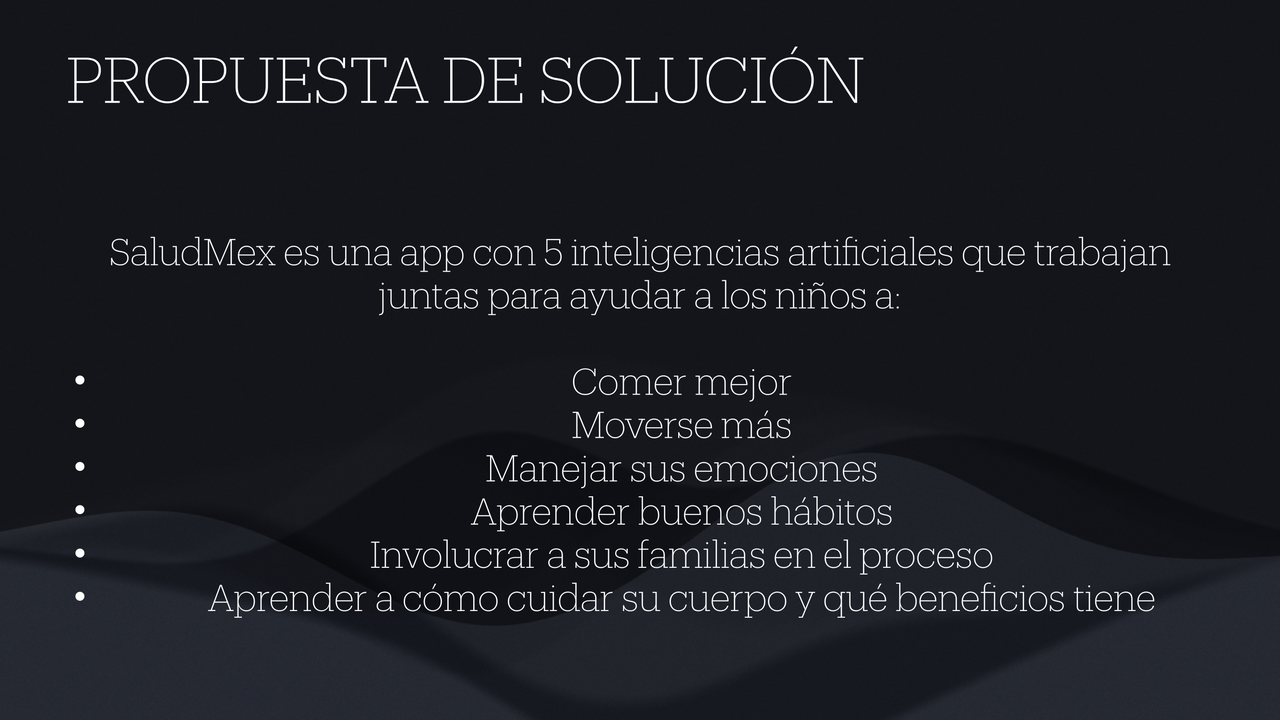 PROPUESTA DE SOLUCIÓN
SaludMex es una app con 5 inteligencias artificiales que trabajan
juntas para ayudar a los niños a:
• Comer mejor
• Moverse más
• Manejar sus emociones
• Aprender buenos hábitos
• Involucrar a sus familias en el proceso
• Aprender a cómo cuidar su cuerpo y qué beneficios tiene